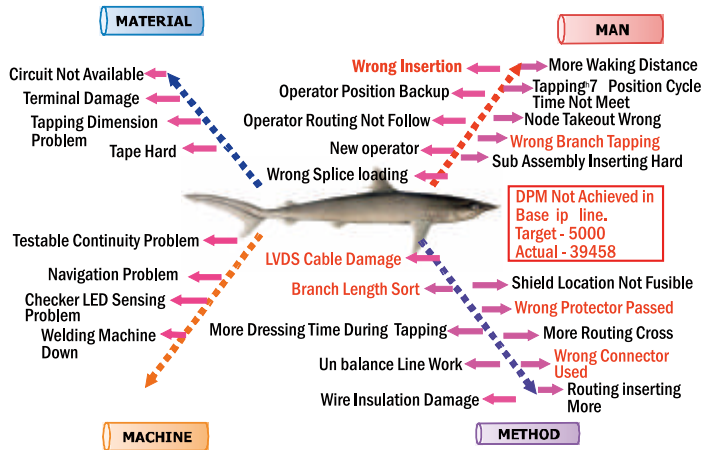 MATERIAL
Circuit Not Available
Terminal Damage
Tapping Dimension
Problem
Tape Hard
MAN
Wrong Insertion
Operator Position Backup
Operator Routing Not Follow
New operator
Wrong Splice loading
More Waking Distance
Tapping 7 Position Cycle
Time Not Meet
Node Takeout Wrong
Wrong Branch Tapping
Sub Assembly Inserting Hard
DPM Not Achieved in
Base ip line.
Target - 5000
Actual - 39458
Testable Continuity Problem
Navigation Problem
Checker LED Sensing
Problem
Welding Machine
Down
MACHINE
LVDS Cable Damage
Branch Length Sort
More Dressing Time During Tapping
Un balance Line Work
Wire Insulation Damage
Shield Location Not Fusible
Wrong Protector Passed
More Routing Cross
Wrong Connector
Used
Routing inserting
More
METHOD